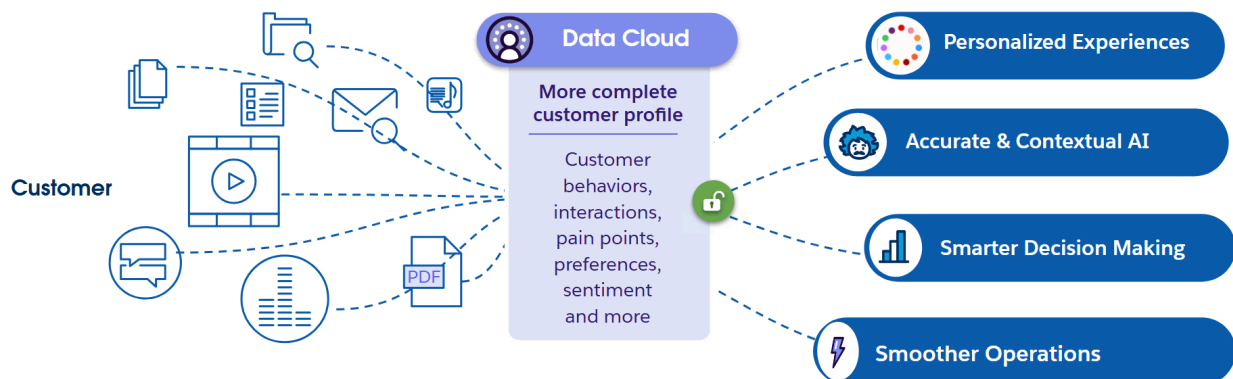 Customer
PDF
Data Cloud
More complete
customer profile
Customer
behaviors,
interactions,
pain points,
preferences,
sentiment
and more
Personalized Experiences
Accurate & Contextual AI
Smarter Decision Making
Smoother Operations